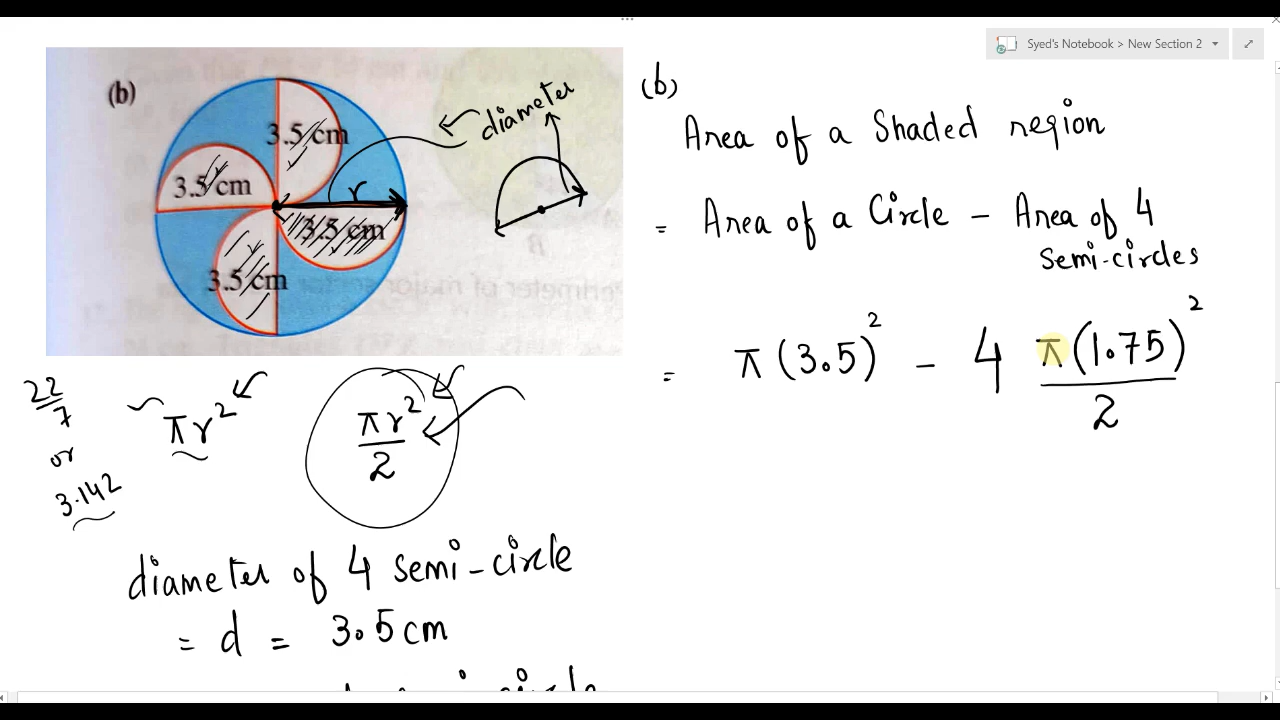 Syed's Notebook > New Section 2
(b)
3.5 cm
3.5 cm
r
3.5 cm
3.5 cm
diameter
(b)
Area of a Shaded region
= Area of a Circle - Area of 4
semi-circles
= π(3.5)² - 4 π(1.75)²/2
22/7
or
3.142
πr²
πr²/2
diameter of 4 semi-circle
= d = 3.5cm